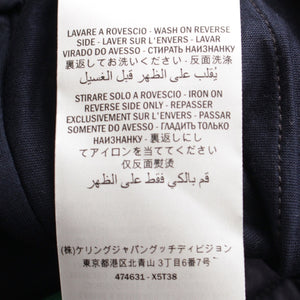 LAVARE A ROVESCIO - WASH ON REVERSE
SIDE - LAVER SUR L'ENVERS - LAVAR
VIRADO DO AVESSO - СТИРАТЬ НАИЗНАНКУ
裏返してお洗いください - 反面洗涤
يُقلب على الظهر قبل الغسيل
STIRARE SOLO A ROVESCIO - IRON ON
REVERSE SIDE ONLY - REPASSER
EXCLUSIVEMENT SUR L'ENVERS - PASSAR
SOMENTE DO AVESSO - ГЛАДИТЬ ТОЛЬКО
НАИЗНАНКУ - 裏返しにし
てアイロンを当てて下さい
仅反面熨烫
قم بالكي فقط على الظهر
(株)ケリングジャパングッチディビジョン
東京都港区北青山3丁目6番7号
474631 - X5T38